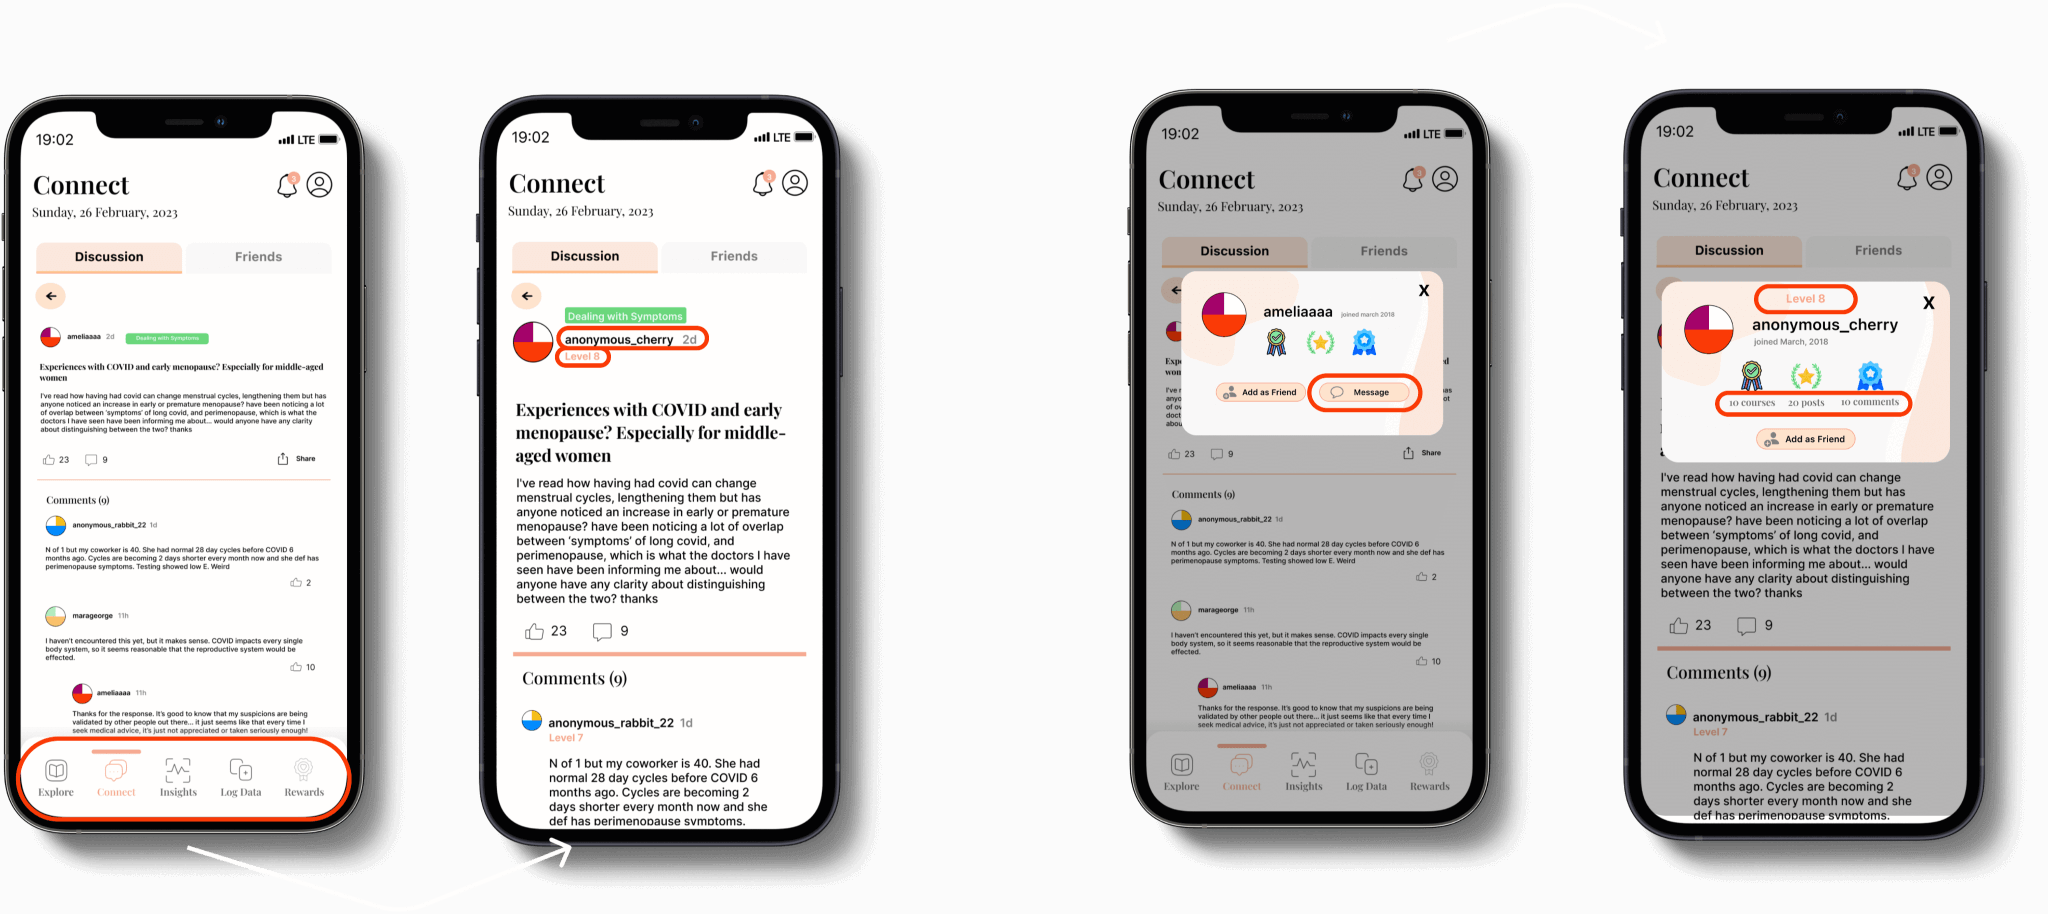 19:02
LTE
Connect
3
Sunday, 26 February, 2023
Discussion
Friends
ameliaaaa 2d
Dealing with Symptoms
Experiences with COVID and early menopause? Especially for middle-aged
women
I've read how having had covid can change menstrual cycles, lengthening them but has
anyone noticed an increase in early or premature menopause? have been noticing a lot
of overlap between 'symptoms' of long covid, and perimenopause, which is what the
doctors I have seen have been informing me about... would anyone have any clarity
about distinguishing between the two? thanks
23
9
Share
Comments (9)
anonymous_rabbit_22 1d
N of 1 but my coworker is 40. She had normal 28 day cycles before COVID 6
months ago. Cycles are becoming 2 days shorter every month now and she def has
perimenopause symptoms. Testing showed low E. Weird
2
marageorge 11h
I haven't encountered this yet, but it makes sense. COVID impacts every single
body system, so it seems reasonable that the reproductive system would be
effected.
10
ameliaaaa 11h
Thanks for the response. It's good to know that my suspicions are being
validated by other people out there... it just seems like that every time I
seek medical advice, it's just not appreciated or taken seriously enough!
Explore
Connect
Insights
Log Data
Rewards
19:02
LTE
Connect
3
Sunday, 26 February, 2023
Discussion
Friends
Dealing with Symptoms
anonymous_cherry 2d
Level 8
Experiences with COVID and early
menopause? Especially for middle-
aged women
I've read how having had covid can change
menstrual cycles, lengthening them but has
anyone noticed an increase in early or premature
menopause? have been noticing a lot of overlap
between 'symptoms' of long covid, and
perimenopause, which is what the doctors I have
seen have been informing me about... would
anyone have any clarity about distinguishing
between the two? thanks
23
9
Comments (9)
anonymous_rabbit_22 1d
Level 7
N of 1 but my coworker is 40. She had
normal 28 day cycles before COVID 6
months ago. Cycles are becoming 2
days shorter every month now and she
def has perimenopause symptoms.
19:02
LTE
Connect
3
Sunday, 26 February, 2023
Discussion
Friends
X
ameliaaaa joined march 2018
Add as Friend
Message
23
9
Share
Comments (9)
anonymous_rabbit_22 1d
N of 1 but my coworker is 40. She had normal 28 day cycles before COVID 6
months ago. Cycles are becoming 2 days shorter every month now and she def has
perimenopause symptoms. Testing showed low E. Weird
2
marageorge 11h
I haven't encountered this yet, but it makes sense. COVID impacts every single
body system, so it seems reasonable that the reproductive system would be
effected.
10
ameliaaaa 11h
Thanks for the response. It's good to know that my suspicions are being
validated by other people out there... it just seems like that every time I
seek medical advice, it's just not appreciated or taken seriously enough!
Explore
Connect
Insights
Log Data
Rewards
19:02
LTE
Connect
3
Sunday, 26 February, 2023
Discussion
Friends
Level 8
X
anonymous_cherry
joined March, 2018
10 courses 20 posts 10 comments
Add as Friend
I've read how having had covid can change
menstrual cycles, lengthening them but has
anyone noticed an increase in early or premature
menopause? have been noticing a lot of overlap
between 'symptoms' of long covid, and
perimenopause, which is what the doctors I have
seen have been informing me about... would
anyone have any clarity about distinguishing
between the two? thanks
23
9
Comments (9)
anonymous_rabbit_22 1d
Level 7
N of 1 but my coworker is 40. She had
normal 28 day cycles before COVID 6
months ago. Cycles are becoming 2
days shorter every month now and she
def has perimenopause symptoms.